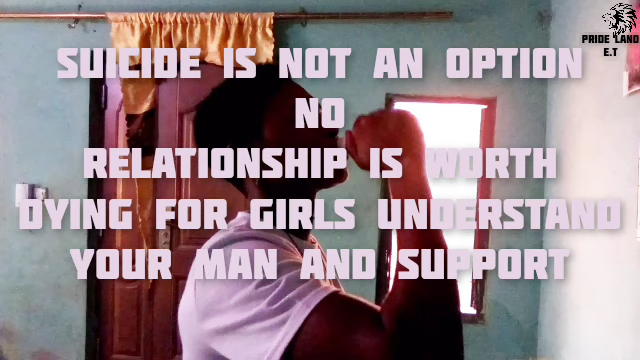 PRIDE LAND
E.T
SUICIDE IS NOT AN OPTION
NO
RELATIONSHIP IS WORTH
DYING FOR GIRLS UNDERSTAND
YOUR MAN AND SUPPORT